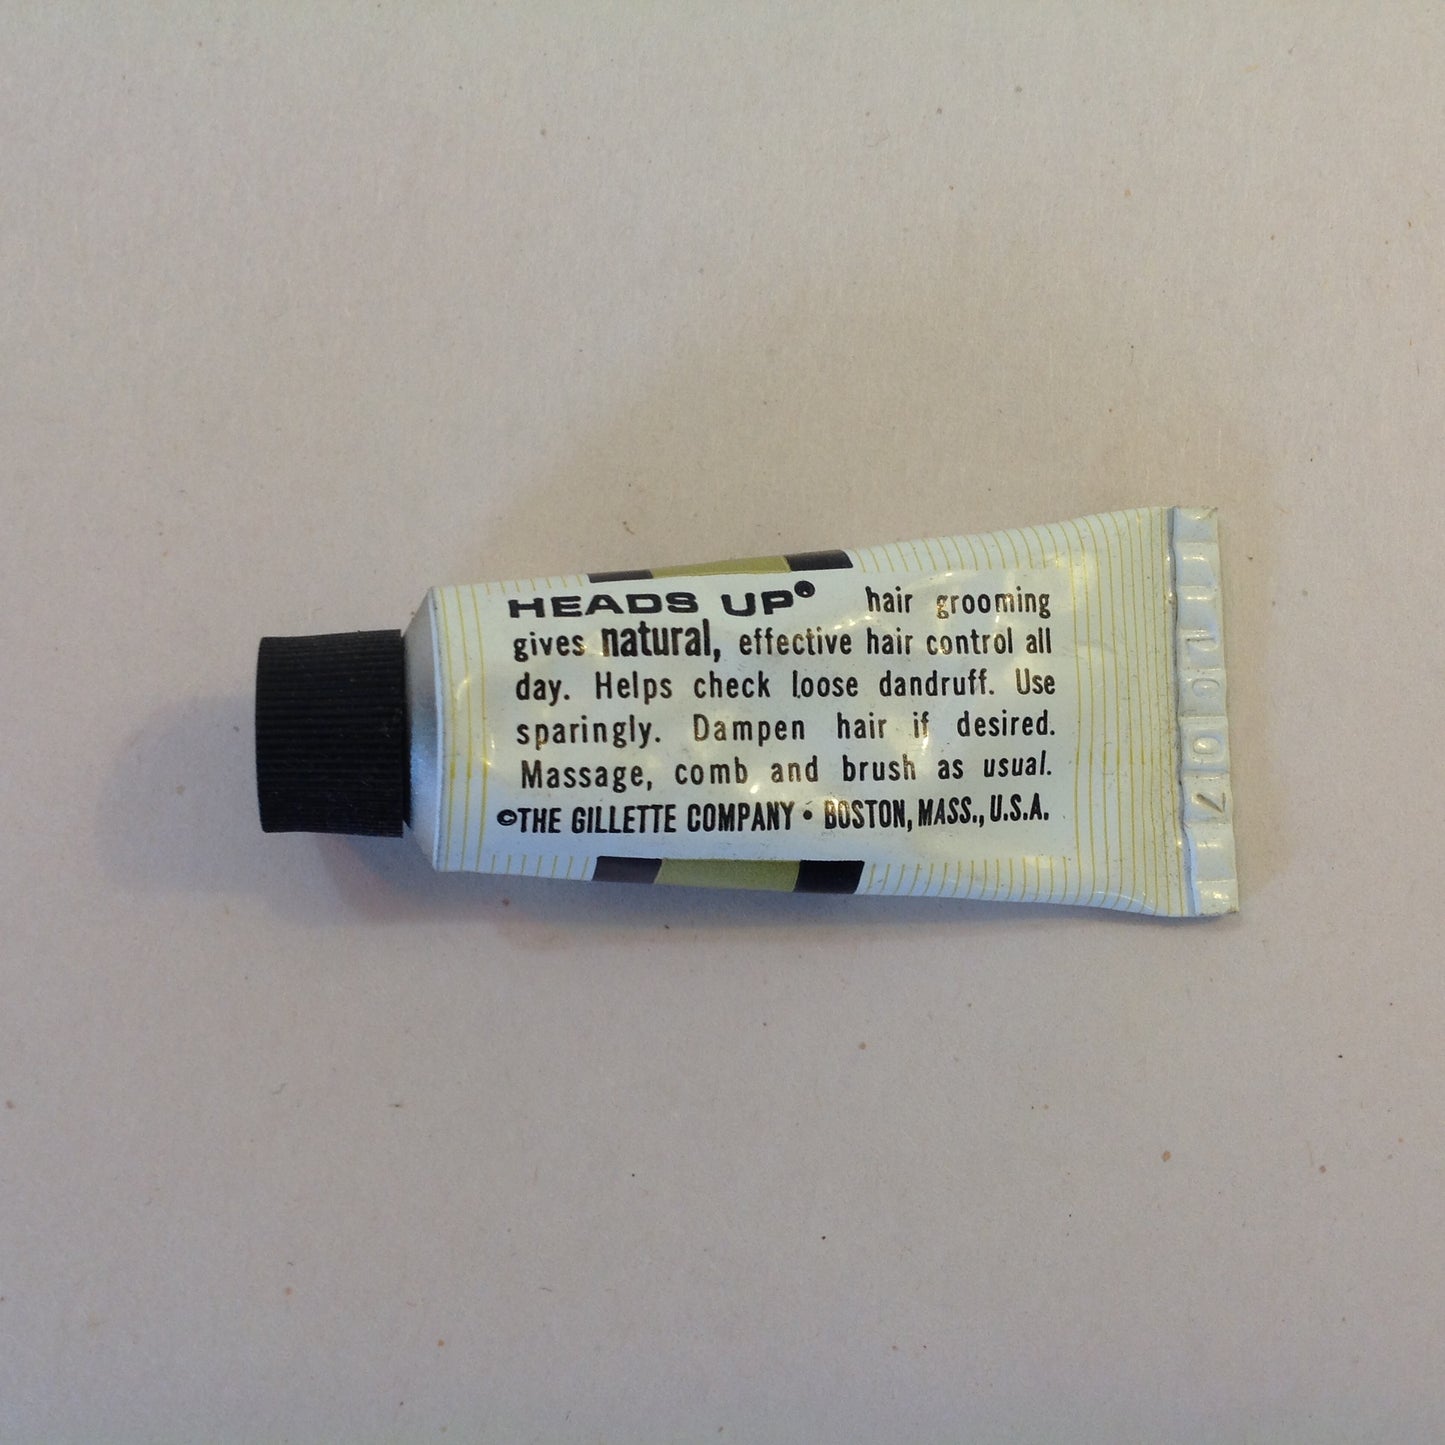 HEADS UP® hair grooming
gives natural, effective hair control all
day. Helps check loose dandruff. Use
sparingly. Dampen hair if desired.
Massage, comb and brush as usual.
©THE GILLETTE COMPANY • BOSTON, MASS., U.S.A.